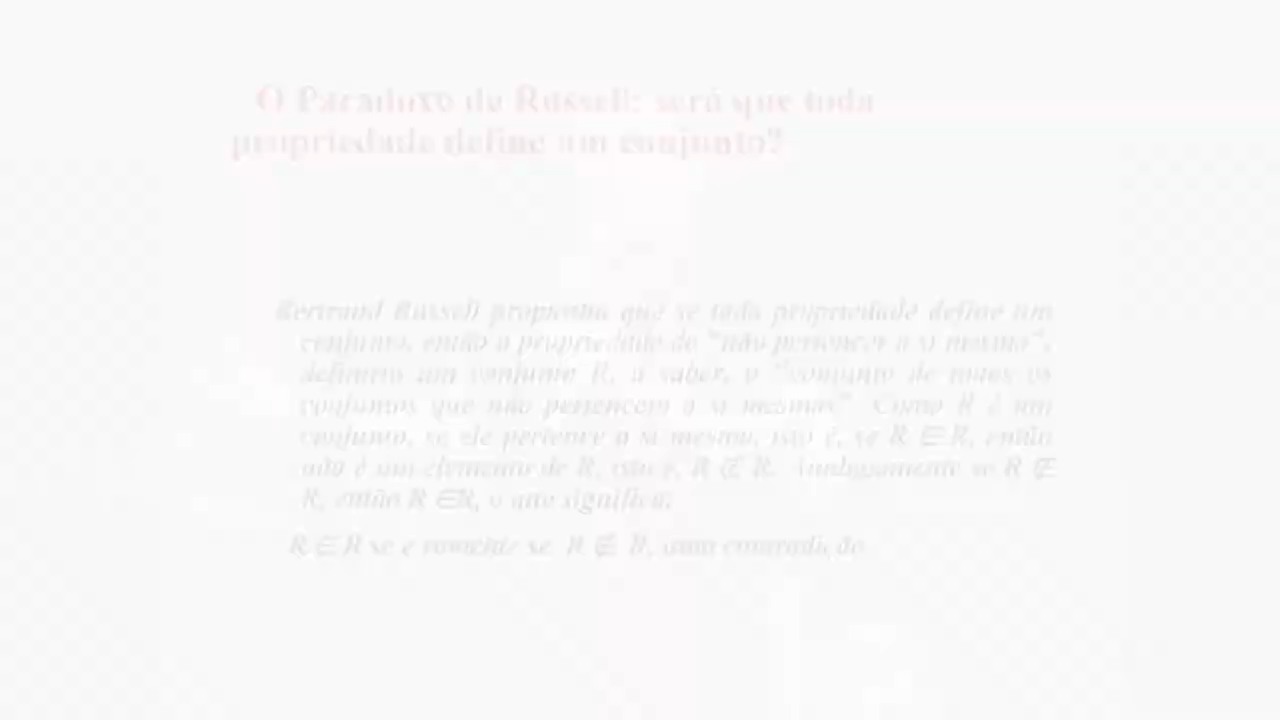 O Paradoxo de Russell: será que toda
propriedade define um conjunto?
Bertrand Russell propunha que se toda propriedade define um
conjunto, então a propriedade de "não pertencer a si mesmo",
definiria um conjunto R, a saber, o "conjunto de todos os
conjuntos que não pertencem a si mesmos". Como R é um
conjunto, se ele pertence a si mesmo, isto é, se R ∈ R, então
não é um elemento de R, isto é, R ∉ R. Analogamente se R ∉
R, então R ∈R, o que significa:
R ∈ R se e somente se R ∉ R, uma contradição